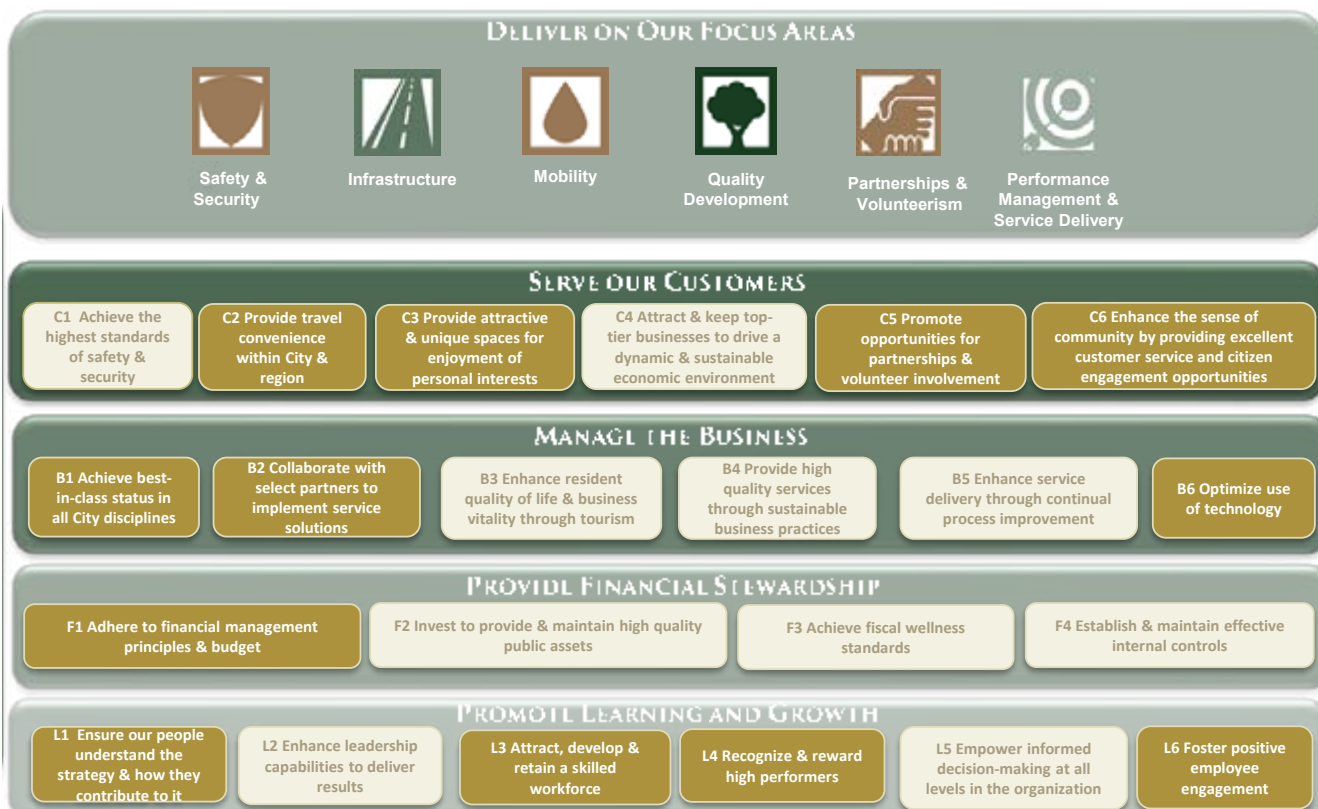 DELIVER ON OUR FOCUS AREAS
Safety &
Security
Infrastructure
Mobility
Quality
Development
Partnerships &
Volunteerism
Performance
Management &
Service Delivery
SERVE OUR CUSTOMERS
C1 Achieve the
highest standards
of safety &
security
C2 Provide travel
convenience
within City &
region
C3 Provide attractive
& unique spaces for
enjoyment of
personal interests
C4 Attract & keep top-
tier businesses to drive a
dynamic & sustainable
economic environment
C5 Promote
opportunities for
partnerships &
volunteer involvement
C6 Enhance the sense of
community by providing excellent
customer service and citizen
engagement opportunities
MANAGE THE BUSINESS
B1 Achieve best-
in-class status in
all City disciplines
B2 Collaborate with
select partners to
implement service
solutions
B3 Enhance resident
quality of life & business
vitality through tourism
B4 Provide high
quality services
through sustainable
business practices
B5 Enhance service
delivery through continual
process improvement
B6 Optimize use
of technology
PROVIDE FINANCIAL STEWARDSHIP
F1 Adhere to financial management
principles & budget
F2 Invest to provide & maintain high quality
public assets
F3 Achieve fiscal wellness
standards
F4 Establish & maintain effective
internal controls
PROMOTE LEARNING AND GROWTH
L1 Ensure our people
understand the
strategy & how they
contribute to it
L2 Enhance leadership
capabilities to deliver
results
L3 Attract, develop &
retain a skilled
workforce
L4 Recognize & reward
high performers
L5 Empower informed
decision-making at all
levels in the organization
L6 Foster positive
employee
engagement